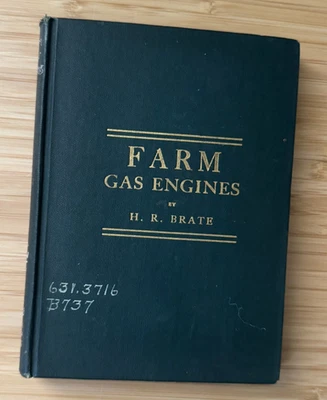 FARM
GAS ENGINES
BY
H. R. BRATE
631.3716
B737